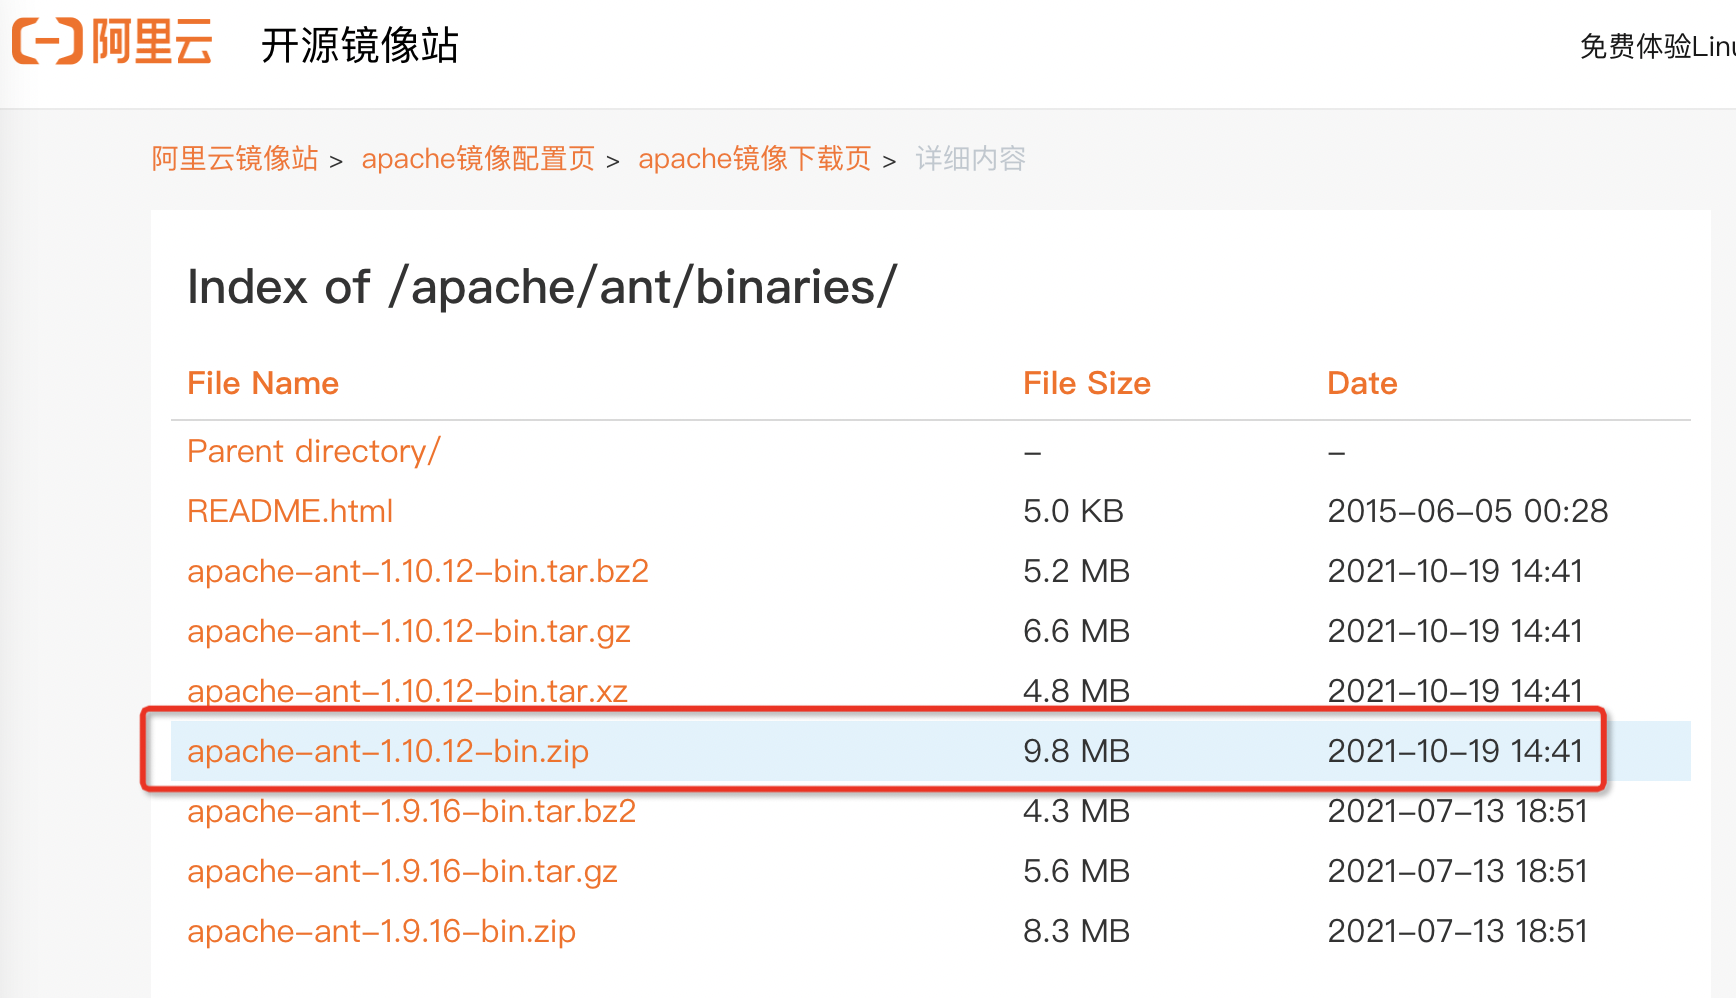 阿里云 开源镜像站 免费体验Linu
阿里云镜像站 > apache镜像配置页 > apache镜像下载页 > 详细内容
Index of /apache/ant/binaries/
File Name File Size Date
Parent directory/ - -
README.html 5.0 KB 2015-06-05 00:28
apache-ant-1.10.12-bin.tar.bz2 5.2 MB 2021-10-19 14:41
apache-ant-1.10.12-bin.tar.gz 6.6 MB 2021-10-19 14:41
apache-ant-1.10.12-bin.tar.xz 4.8 MB 2021-10-19 14:41
apache-ant-1.10.12-bin.zip 9.8 MB 2021-10-19 14:41
apache-ant-1.9.16-bin.tar.bz2 4.3 MB 2021-07-13 18:51
apache-ant-1.9.16-bin.tar.gz 5.6 MB 2021-07-13 18:51
apache-ant-1.9.16-bin.zip 8.3 MB 2021-07-13 18:51